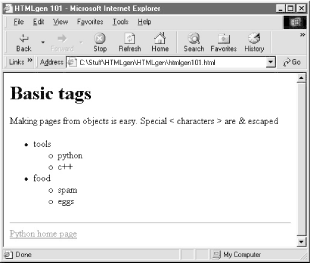 HTMLgen 101 - Microsoft Internet Explorer
File Edit View Favorites Tools Help
Back Forward Stop Refresh Home Search Favorites History
Links » Address C:\Stuff\HTMLgen\HTMLgen\htmlgen101.html Go
Basic tags
Making pages from objects is easy. Special < characters > are & escaped
tools
python
c++
food
spam
eggs
Python home page
Done My Computer